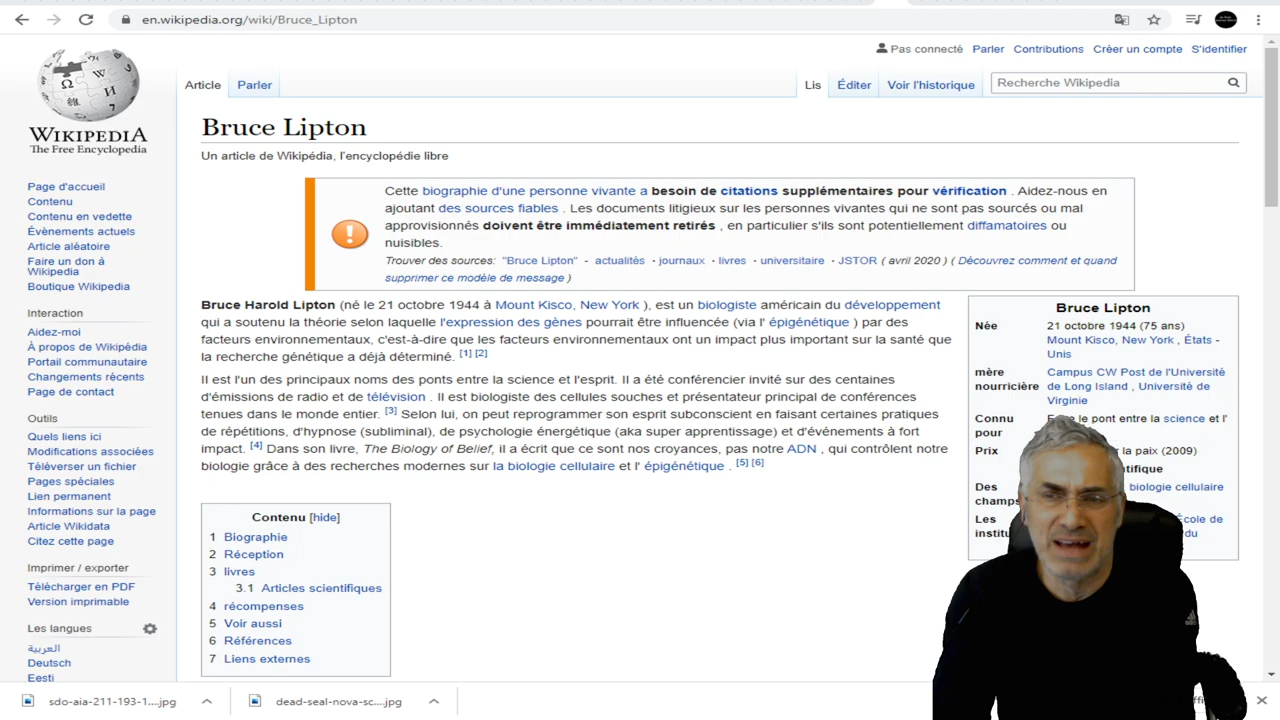 en.wikipedia.org/wiki/Bruce_Lipton
Pas connecté Parler Contributions Créer un compte S'identifier
Article Parler
Lis Éditer Voir l'historique Recherche Wikipedia
WIKIPEDIA
The Free Encyclopedia
Page d'accueil
Contenu
Contenu en vedette
Évènements actuels
Article aléatoire
Faire un don à
Wikipedia
Boutique Wikipedia
Interaction
Aidez-moi
À propos de Wikipédia
Portail communautaire
Changements récents
Page de contact
Outils
Quels liens ici
Modifications associées
Téléverser un fichier
Pages spéciales
Lien permanent
Informations sur la page
Article Wikidata
Citez cette page
Imprimer / exporter
Télécharger en PDF
Version imprimable
Les langues
العربية
Deutsch
Eesti
Bruce Lipton
Un article de Wikipédia, l'encyclopédie libre
Cette biographie d'une personne vivante a besoin de citations supplémentaires pour vérification . Aidez-nous en
ajoutant des sources fiables . Les documents litigieux sur les personnes vivantes qui ne sont pas sourcés ou mal
approvisionnés doivent être immédiatement retirés , en particulier s'ils sont potentiellement diffamatoires ou
nuisibles.
Trouver des sources: "Bruce Lipton" - actualités · journaux · livres · universitaire · JSTOR ( avril 2020 ) ( Découvrez comment et quand
supprimer ce modèle de message )
Bruce Harold Lipton (né le 21 octobre 1944 à Mount Kisco, New York ), est un biologiste américain du développement
qui a soutenu la théorie selon laquelle l'expression des gènes pourrait être influencée (via l' épigénétique ) par des
facteurs environnementaux, c'est-à-dire que les facteurs environnementaux ont un impact plus important sur la santé que
la recherche génétique a déjà déterminé. [1] [2]
Il est l'un des principaux noms des ponts entre la science et l'esprit. Il a été conférencier invité sur des centaines
d'émissions de radio et de télévision . Il est biologiste des cellules souches et présentateur principal de conférences
tenues dans le monde entier. [3] Selon lui, on peut reprogrammer son esprit subconscient en faisant certaines pratiques
de répétitions, d'hypnose (subliminal), de psychologie énergétique (aka super apprentissage) et d'événements à fort
impact. [4] Dans son livre, The Biology of Belief, il a écrit que ce sont nos croyances, pas notre ADN , qui contrôlent notre
biologie grâce à des recherches modernes sur la biologie cellulaire et l' épigénétique . [5] [6]
Contenu [hide]
1 Biographie
2 Réception
3 livres
3.1 Articles scientifiques
4 récompenses
5 Voir aussi
6 Références
7 Liens externes
Bruce Lipton
Née 21 octobre 1944 (75 ans)
Mount Kisco, New York , États -
Unis
mère Campus CW Post de l'Université
nourricière de Long Island , Université de
Virginie
Connu le pont entre la science et l'
pour
Prix la paix (2009)
Des biologie cellulaire
champs
Les École de
instit du
sdo-aia-211-193-1....jpg
dead-seal-nova-sc....jpg